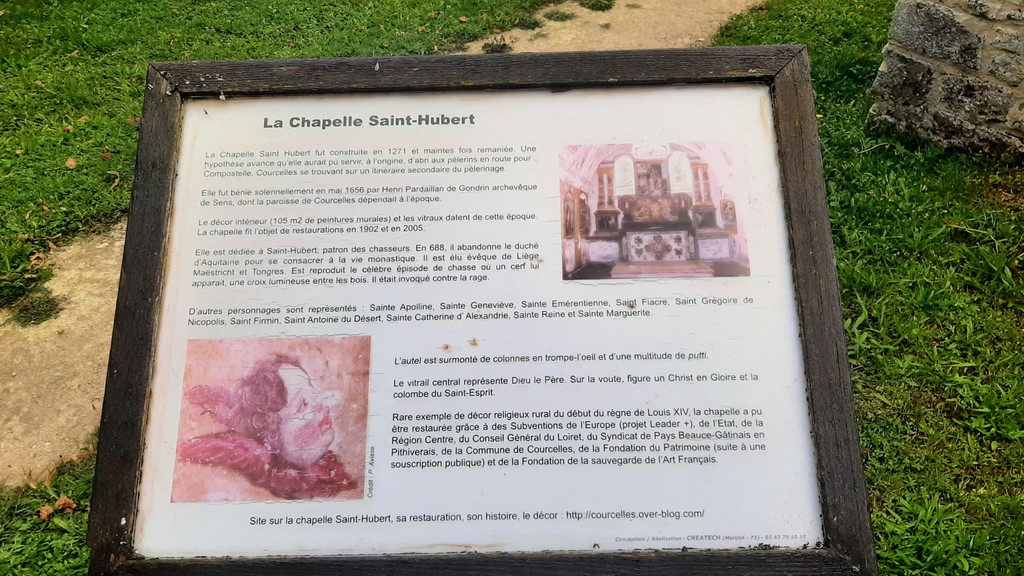 La Chapelle Saint-Hubert
La Chapelle Saint Hubert fut construite en 1271 et maintes fois remaniée. Une
hypothèse avance qu'elle aurait pu servir, à l'origine, d'abri aux pèlerins en route pour
Compostelle, Courcelles se trouvant sur un itinéraire secondaire du pèlerinage.
Elle fut bénie solennellement en mai 1656 par Henri Pardaillan de Gondrin archevêque
de Sens, dont la paroisse de Courcelles dépendait à l'époque.
Le décor intérieur (105 m2 de peintures murales) et les vitraux datent de cette époque.
La chapelle fit l'objet de restaurations en 1902 et en 2005.
Elle est dédiée à Saint-Hubert, patron des chasseurs. En 688, il abandonne le duché
d'Aquitaine pour se consacrer à la vie monastique. Il est élu évêque de Liège,
Maëstricht et Tongres. Est reproduit le célèbre épisode de chasse où un cerf lui
apparait, une croix lumineuse entre les bois. Il était invoqué contre la rage.
D'autres personnages sont représentés : Sainte Apolline, Sainte Geneviève, Sainte Emérentienne, Saint Fiacre, Saint Grégoire de
Nicopolis, Saint Firmin, Saint Antoine du Désert, Sainte Catherine d' Alexandrie, Sainte Reine et Sainte Marguerite.
L'autel est surmonté de colonnes en trompe-l'oeil et d'une multitude de putti.
Le vitrail central représente Dieu le Père. Sur la voute, figure un Christ en Gloire et la
colombe du Saint-Esprit.
Rare exemple de décor religieux rural du début du règne de Louis XIV, la chapelle a pu
être restaurée grâce à des Subventions de l'Europe (projet Leader +), de l'Etat, de la
Région Centre, du Conseil Général du Loiret, du Syndicat de Pays Beauce-Gâtinais en
Pithiverais, de la Commune de Courcelles, de la Fondation du Patrimoine (suite à une
souscription publique) et de la Fondation de la sauvegarde de l'Art Français.
Crédit : P. Avisse
Site sur la chapelle Saint-Hubert, sa restauration, son histoire, le décor : http://courcelles.over-blog.com/
Conception / Réalisation : CREATECH (Marçon - 72) - 02 43 79 10 10